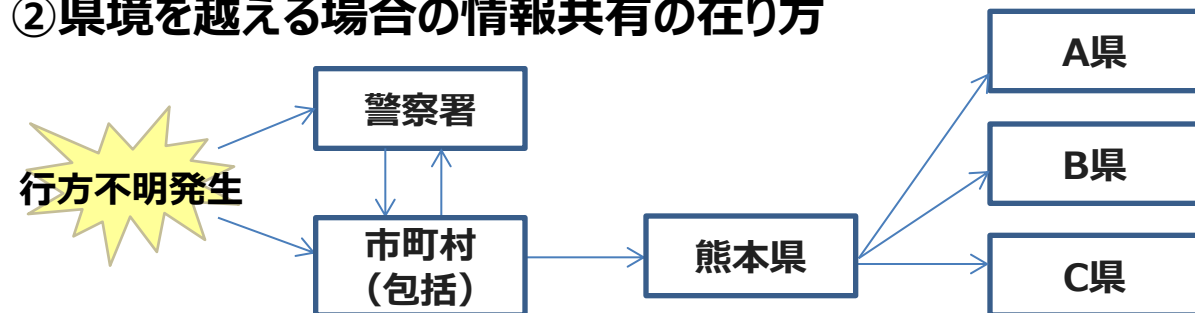 ②県境を越える場合の情報共有の在り方
A県
警察署
行方不明発生
B県
市町村
（包括）
熊本県
C県